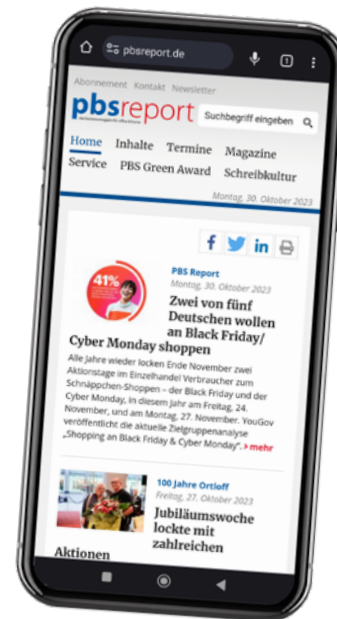 pbsreport.de
1
Abonnement Kontakt Newsletter
pbsreport
Suchbegriff eingeben
Home Inhalte Termine Magazine
Service PBS Green Award Schreibkultur
Montag, 30. Oktober 2023
41%
PBS Report
Montag, 30. Oktober 2023
Zwei von fünf
Deutschen wollen
an Black Friday/
Cyber Monday shoppen
Alle Jahre wieder locken Ende November zwei
Aktionstage im Einzelhandel Verbraucher zum
Schnäppchen-Shoppen – der Black Friday und der
Cyber Monday, in diesem Jahr am Freitag, 24.
November, und am Montag, 27. November. YouGov
veröffentlicht die aktuelle Zielgruppenanalyse
„Shopping an Black Friday & Cyber Monday“. › mehr
100 Jahre Ortloff
Freitag, 27. Oktober 2023
Jubiläumswoche
lockte mit
zahlreichen
Aktionen